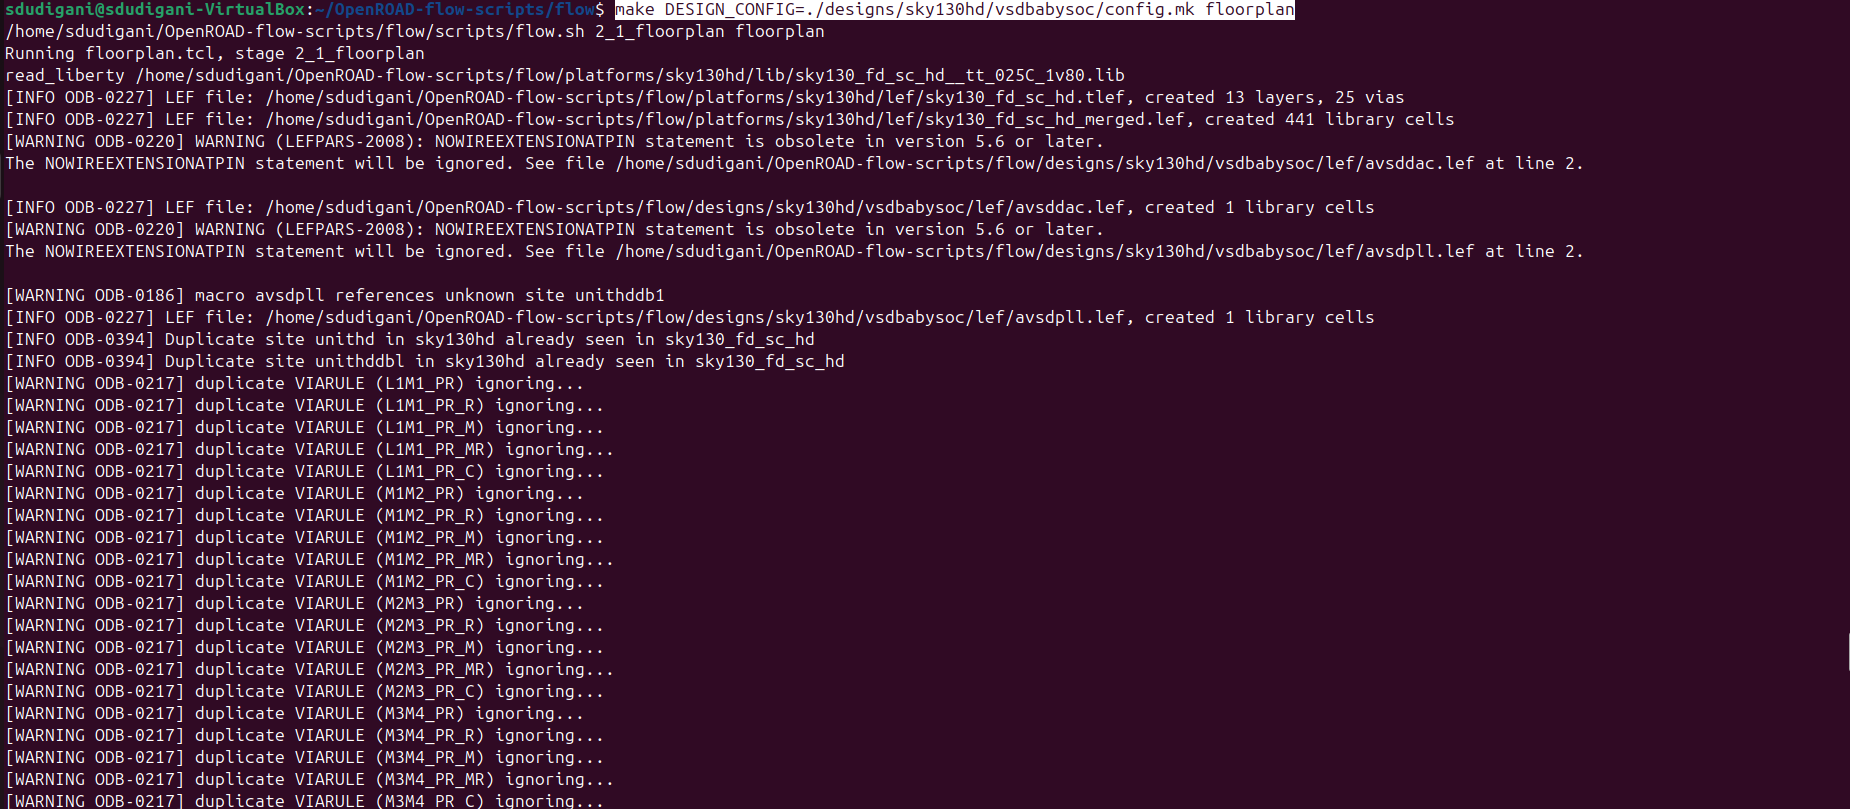 sdudigani@sdudigani-VirtualBox:~/OpenROAD-flow-scripts/flow$ make DESIGN_CONFIG=./designs/sky130hd/vsdbabysoc/config.mk floorplan
/home/sdudigani/OpenROAD-flow-scripts/flow/scripts/flow.sh 2_1_floorplan floorplan
Running floorplan.tcl, stage 2_1_floorplan
read_liberty /home/sdudigani/OpenROAD-flow-scripts/flow/platforms/sky130hd/lib/sky130_fd_sc_hd__tt_025C_1v80.lib
[INFO ODB-0227] LEF file: /home/sdudigani/OpenROAD-flow-scripts/flow/platforms/sky130hd/lef/sky130_fd_sc_hd.tlef, created 13 layers, 25 vias
[INFO ODB-0227] LEF file: /home/sdudigani/OpenROAD-flow-scripts/flow/platforms/sky130hd/lef/sky130_fd_sc_hd_merged.lef, created 441 library cells
[WARNING ODB-0220] WARNING (LEFPARS-2008): NOWIREEXTENSIONATPIN statement is obsolete in version 5.6 or later.
The NOWIREEXTENSIONATPIN statement will be ignored. See file /home/sdudigani/OpenROAD-flow-scripts/flow/designs/sky130hd/vsdbabysoc/lef/avsddac.lef at line 2.
[INFO ODB-0227] LEF file: /home/sdudigani/OpenROAD-flow-scripts/flow/designs/sky130hd/vsdbabysoc/lef/avsddac.lef, created 1 library cells
[WARNING ODB-0220] WARNING (LEFPARS-2008): NOWIREEXTENSIONATPIN statement is obsolete in version 5.6 or later.
The NOWIREEXTENSIONATPIN statement will be ignored. See file /home/sdudigani/OpenROAD-flow-scripts/flow/designs/sky130hd/vsdbabysoc/lef/avsdpll.lef at line 2.
[WARNING ODB-0186] macro avsdpll references unknown site unithddb1
[INFO ODB-0227] LEF file: /home/sdudigani/OpenROAD-flow-scripts/flow/designs/sky130hd/vsdbabysoc/lef/avsdpll.lef, created 1 library cells
[INFO ODB-0394] Duplicate site unithd in sky130hd already seen in sky130_fd_sc_hd
[INFO ODB-0394] Duplicate site unithddbl in sky130hd already seen in sky130_fd_sc_hd
[WARNING ODB-0217] duplicate VIARULE (L1M1_PR) ignoring...
[WARNING ODB-0217] duplicate VIARULE (L1M1_PR_R) ignoring...
[WARNING ODB-0217] duplicate VIARULE (L1M1_PR_M) ignoring...
[WARNING ODB-0217] duplicate VIARULE (L1M1_PR_MR) ignoring...
[WARNING ODB-0217] duplicate VIARULE (L1M1_PR_C) ignoring...
[WARNING ODB-0217] duplicate VIARULE (M1M2_PR) ignoring...
[WARNING ODB-0217] duplicate VIARULE (M1M2_PR_R) ignoring...
[WARNING ODB-0217] duplicate VIARULE (M1M2_PR_M) ignoring...
[WARNING ODB-0217] duplicate VIARULE (M1M2_PR_MR) ignoring...
[WARNING ODB-0217] duplicate VIARULE (M1M2_PR_C) ignoring...
[WARNING ODB-0217] duplicate VIARULE (M2M3_PR) ignoring...
[WARNING ODB-0217] duplicate VIARULE (M2M3_PR_R) ignoring...
[WARNING ODB-0217] duplicate VIARULE (M2M3_PR_M) ignoring...
[WARNING ODB-0217] duplicate VIARULE (M2M3_PR_MR) ignoring...
[WARNING ODB-0217] duplicate VIARULE (M2M3_PR_C) ignoring...
[WARNING ODB-0217] duplicate VIARULE (M3M4_PR) ignoring...
[WARNING ODB-0217] duplicate VIARULE (M3M4_PR_R) ignoring...
[WARNING ODB-0217] duplicate VIARULE (M3M4_PR_M) ignoring...
[WARNING ODB-0217] duplicate VIARULE (M3M4_PR_MR) ignoring...
[WARNING ODB-0217] duplicate VIARULE (M3M4_PR_C) ignoring...